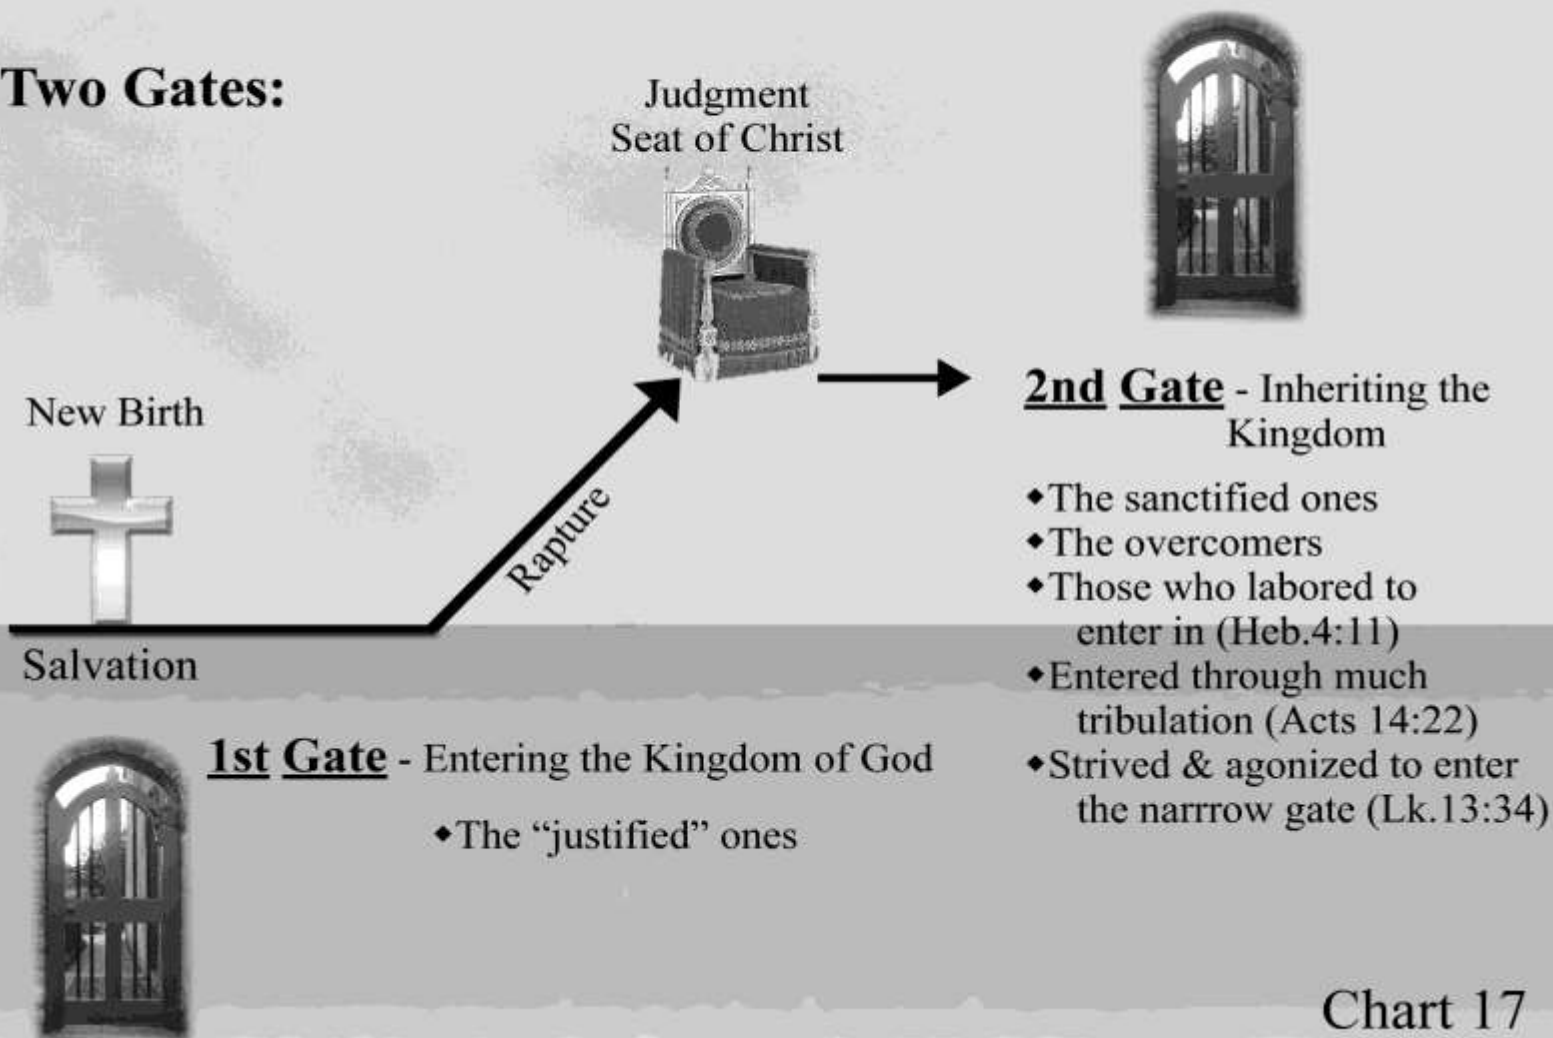 Two Gates:
Judgment
Seat of Christ
New Birth
Rapture
Salvation
1st Gate - Entering the Kingdom of God
◆The “justified” ones
2nd Gate - Inheriting the
Kingdom
◆The sanctified ones
◆The overcomers
◆Those who labored to
enter in (Heb.4:11)
◆Entered through much
tribulation (Acts 14:22)
◆Strived & agonized to enter
the narrrow gate (Lk.13:34)
Chart 17